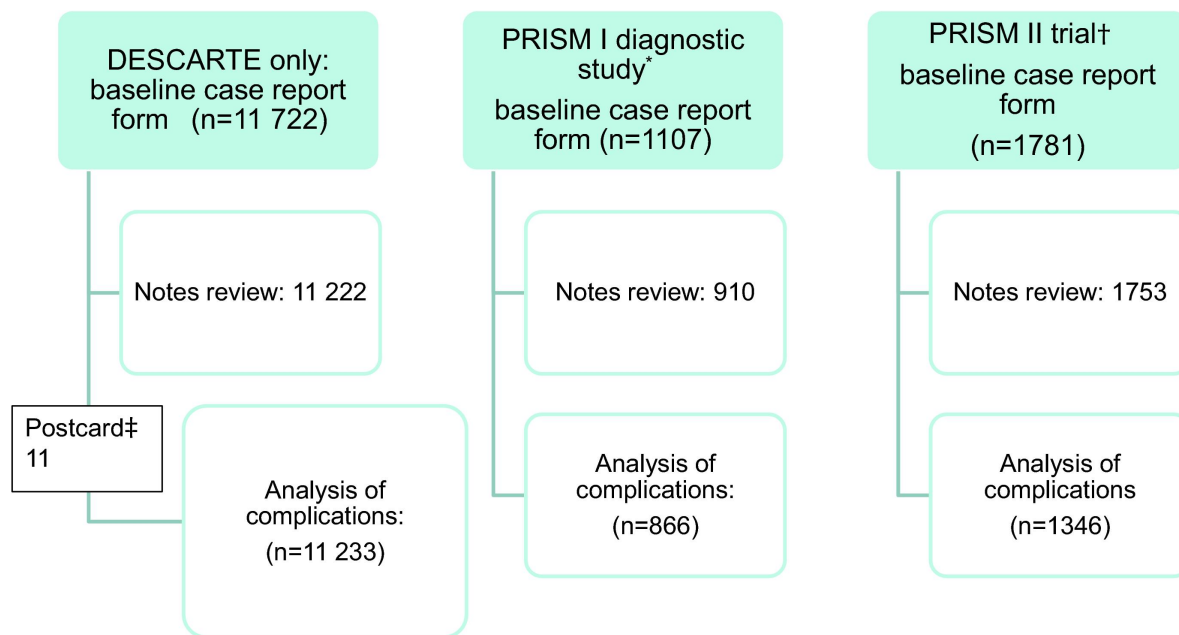 DESCARTE only:
baseline case report
form (n=11 722)
Notes review: 11 222
Postcard‡
11
Analysis of
complications:
(n=11 233)
PRISM I diagnostic
study*
baseline case report
form (n=1107)
Notes review: 910
Analysis of
complications:
(n=866)
PRISM II trial†
baseline case report
form
(n=1781)
Notes review: 1753
Analysis of
complications
(n=1346)